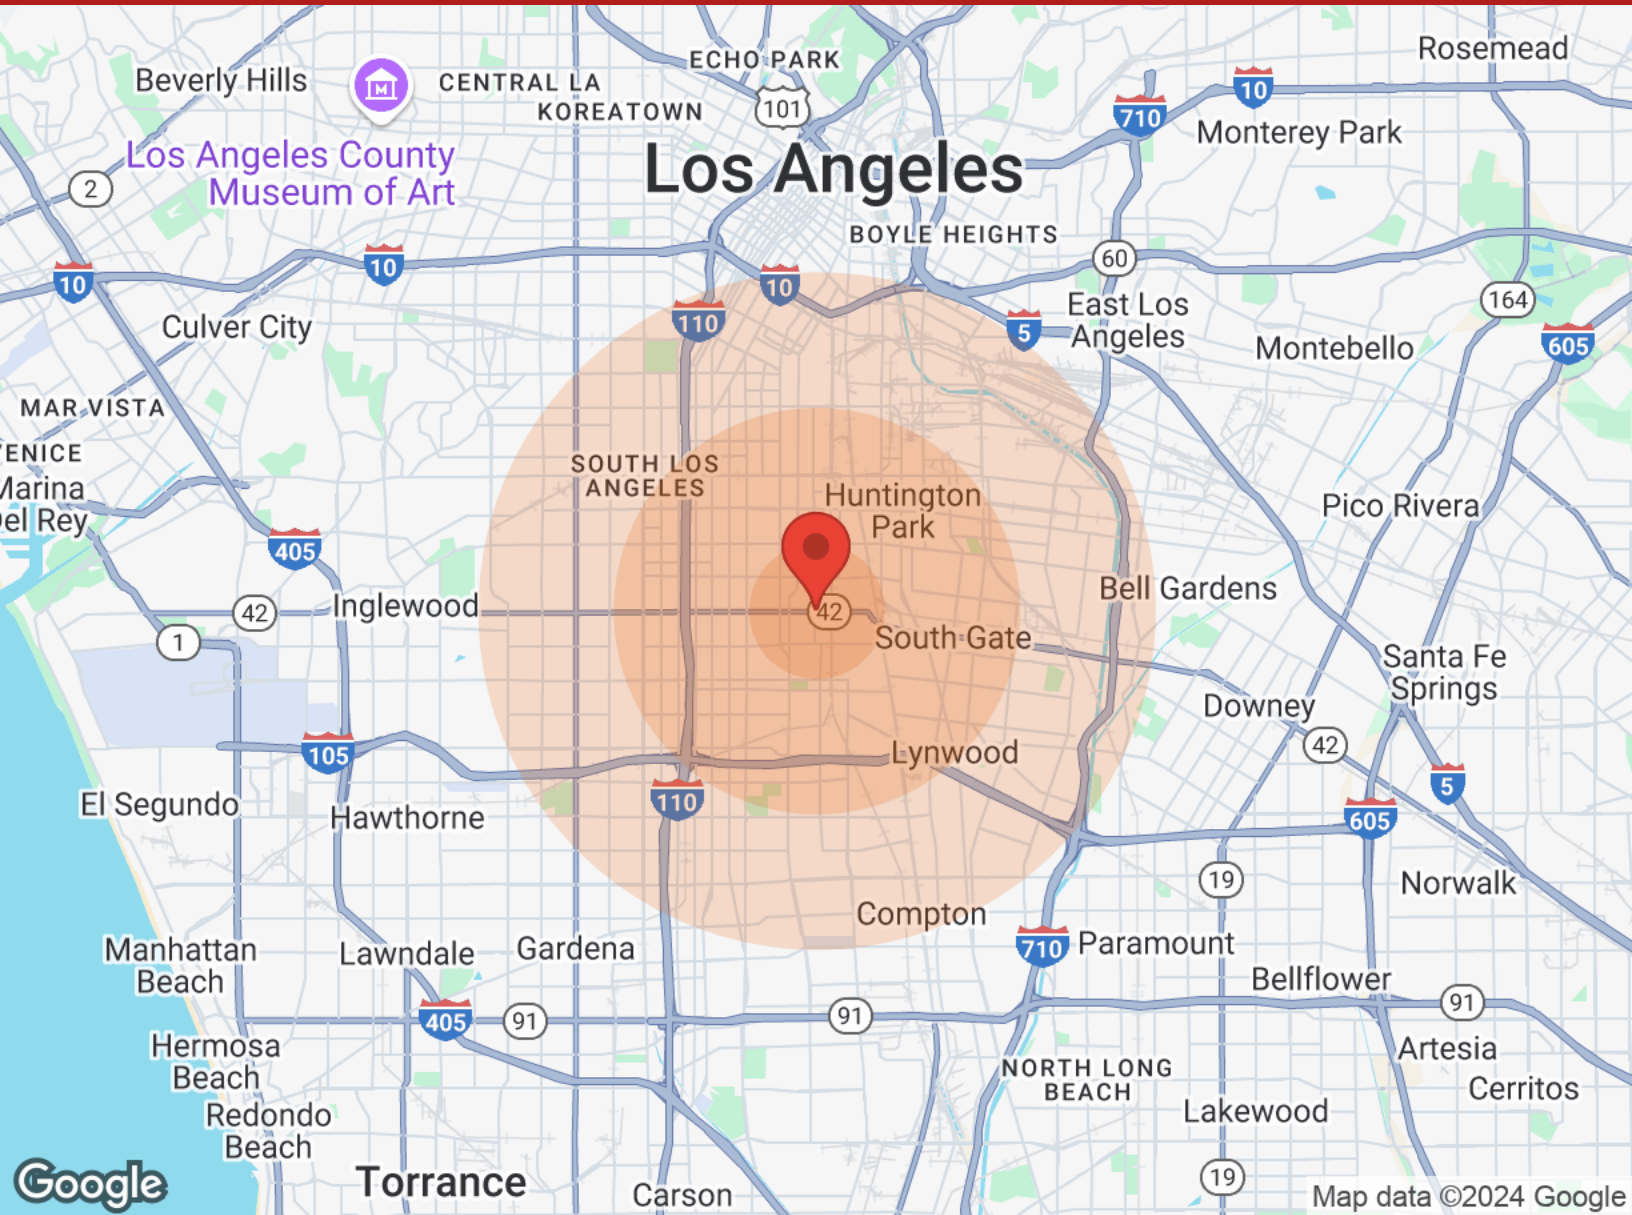 Rosemead
ECHO PARK
Beverly Hills
CENTRAL LA
10
KOREATOWN
101
710
Monterey Park
Los Angeles County
Museum of Art
Los Angeles
2
BOYLE HEIGHTS
60
10
10
10
164
East Los
Angeles
110
5
Culver City
605
Montebello
MAR VISTA
VENICE
SOUTH LOS
ANGELES
Marina
Del Rey
Huntington
Park
Pico Rivera
405
Bell Gardens
42
Inglewood
42
1
South Gate
Santa Fe
Springs
Downey
42
105
Lynwood
5
El Segundo
110
Hawthorne
605
19
Norwalk
Compton
Manhattan
Beach
Lawndale
Gardena
710
Paramount
Bellflower
405
91
91
91
Hermosa
Beach
Artesia
NORTH LONG
BEACH
Cerritos
Redondo
Beach
Lakewood
Google
Torrance
Carson
19
Map data ©2024 Google